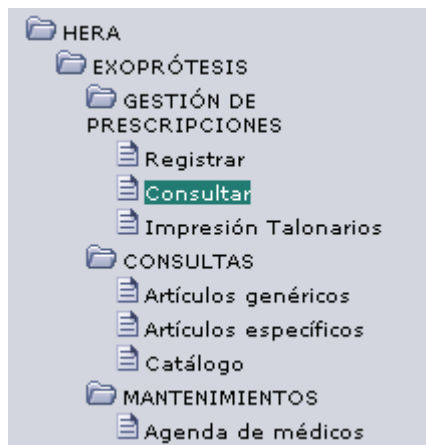 HERA
EXOPRÓTESIS
GESTIÓN DE
PRESCRIPCIONES
Registrar
Consultar
Impresión Talonarios
CONSULTAS
Artículos genéricos
Artículos específicos
Catálogo
MANTENIMIENTOS
Agenda de médicos